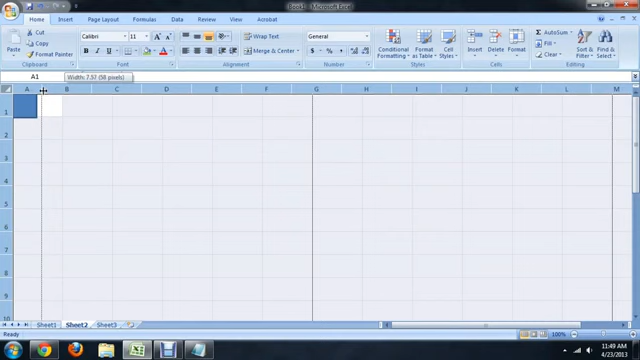 Book1 - Microsoft Excel
Home Insert Page Layout Formulas Data Review View Acrobat
Cut
Copy
Format Painter
Paste
Clipboard
Calibri 11
B I U
Font
Wrap Text
Merge & Center
Alignment
General
$ % ,
Number
Conditional Formatting
Format as Table
Cell Styles
Styles
Insert Delete Format
Cells
AutoSum
Fill
Clear
Sort & Filter
Find & Select
Editing
A1
Width: 7.57 (58 pixels)
A B C D E F G H I J K L M
1
2
3
4
5
6
7
8
9
10
Sheet1 Sheet2 Sheet3
Ready
100%
11:49 AM
4/23/2013